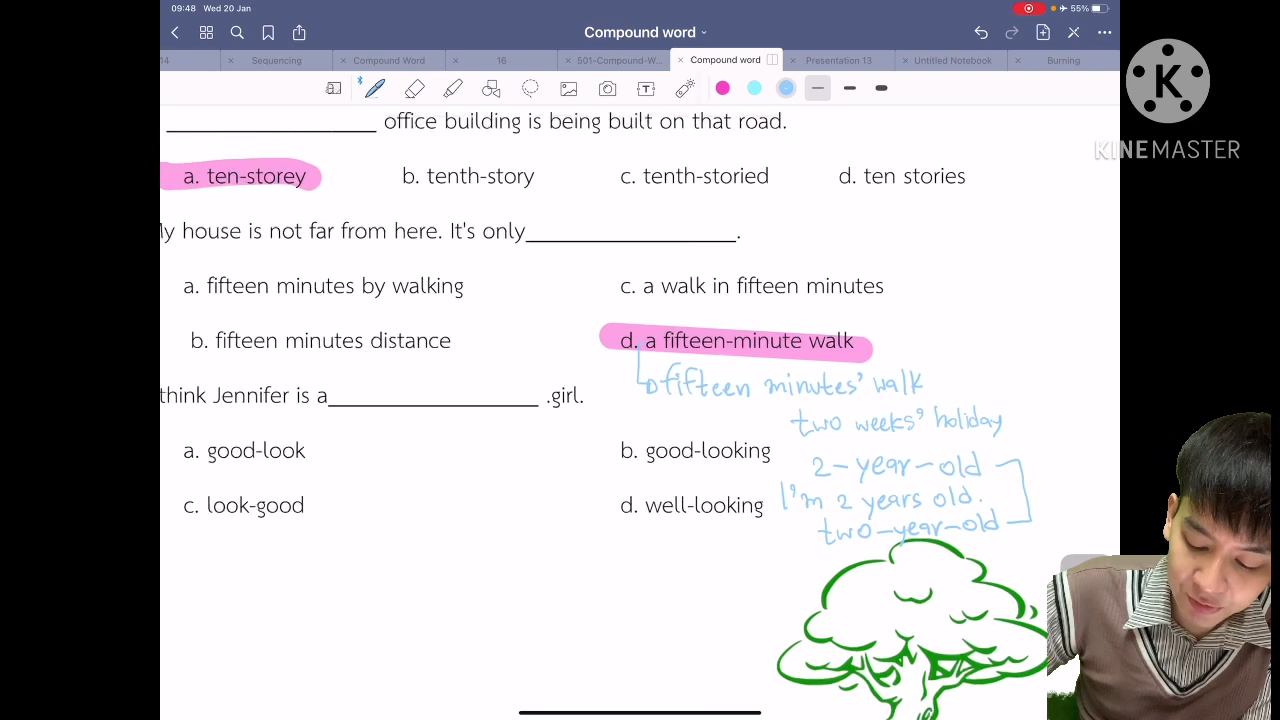 09:48 Wed 20 Jan
55%
Compound word
14
Sequencing
Compound Word
16
501-Compound-W...
Compound word
Presentation 13
Untitled Notebook
Burning
K
KINEMASTER
office building is being built on that road.
a. ten-storey b. tenth-story c. tenth-storied d. ten stories
My house is not far from here. It's only .
a. fifteen minutes by walking c. a walk in fifteen minutes
b. fifteen minutes distance d. a fifteen-minute walk
fifteen minutes' walk
think Jennifer is a .girl.
two weeks' holiday
a. good-look b. good-looking
2-year-old
I'm 2 years old.
c. look-good d. well-looking
two-year-old